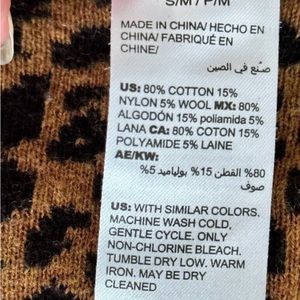 S/M / P/M
MADE IN CHINA/ HECHO EN
CHINA/ FABRIQUÉ EN
CHINE/
صنع في الصين
US: 80% COTTON 15%
NYLON 5% WOOL MX: 80%
ALGODÓN 15% poliamida 5%
LANA CA: 80% COTON 15%
POLYAMIDE 5% LAINE
AE/KW:
80% القطن 15% بولياميد 5%
صوف
US: WITH SIMILAR COLORS.
MACHINE WASH COLD,
GENTLE CYCLE. ONLY
NON-CHLORINE BLEACH.
TUMBLE DRY LOW. WARM
IRON. MAY BE DRY
CLEANED